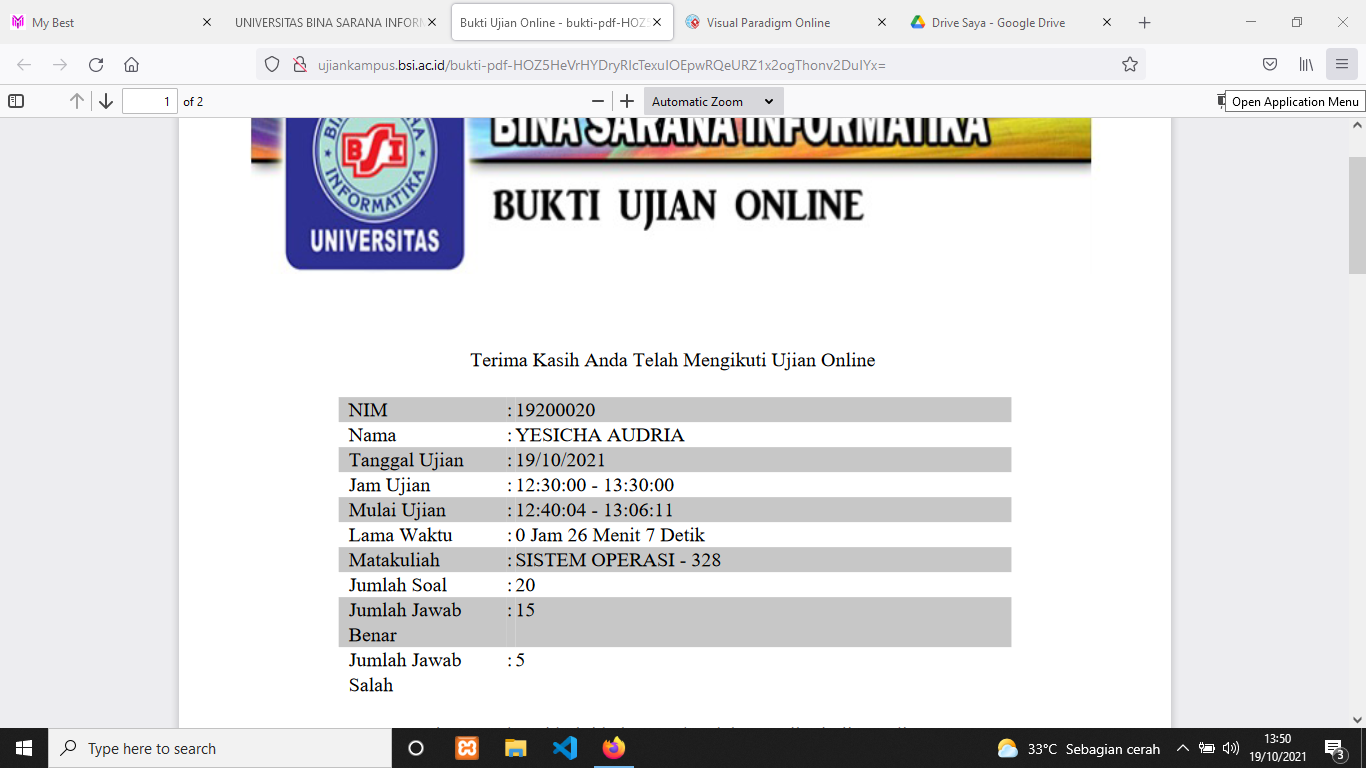 My Best
UNIVERSITAS BINA SARANA INFOR
Bukti Ujian Online - bukti-pdf-HOZ5
Visual Paradigm Online
Drive Saya - Google Drive
ujiankampus.bsi.ac.id/bukti-pdf-HOZ5HeVrHYDryRIcTexuIOEpwRQeURZ1x2ogThonv2DuIYx=
1 of 2
Automatic Zoom
Open Application Menu
BINA SARANA INFORMATIKA
BSI
INFORMATIKA
UNIVERSITAS
BUKTI UJIAN ONLINE
Terima Kasih Anda Telah Mengikuti Ujian Online
NIM : 19200020
Nama : YESICHA AUDRIA
Tanggal Ujian : 19/10/2021
Jam Ujian : 12:30:00 - 13:30:00
Mulai Ujian : 12:40:04 - 13:06:11
Lama Waktu : 0 Jam 26 Menit 7 Detik
Matakuliah : SISTEM OPERASI - 328
Jumlah Soal : 20
Jumlah Jawab : 15
Benar
Jumlah Jawab : 5
Salah
Type here to search
33°C Sebagian cerah
13:50
19/10/2021
3